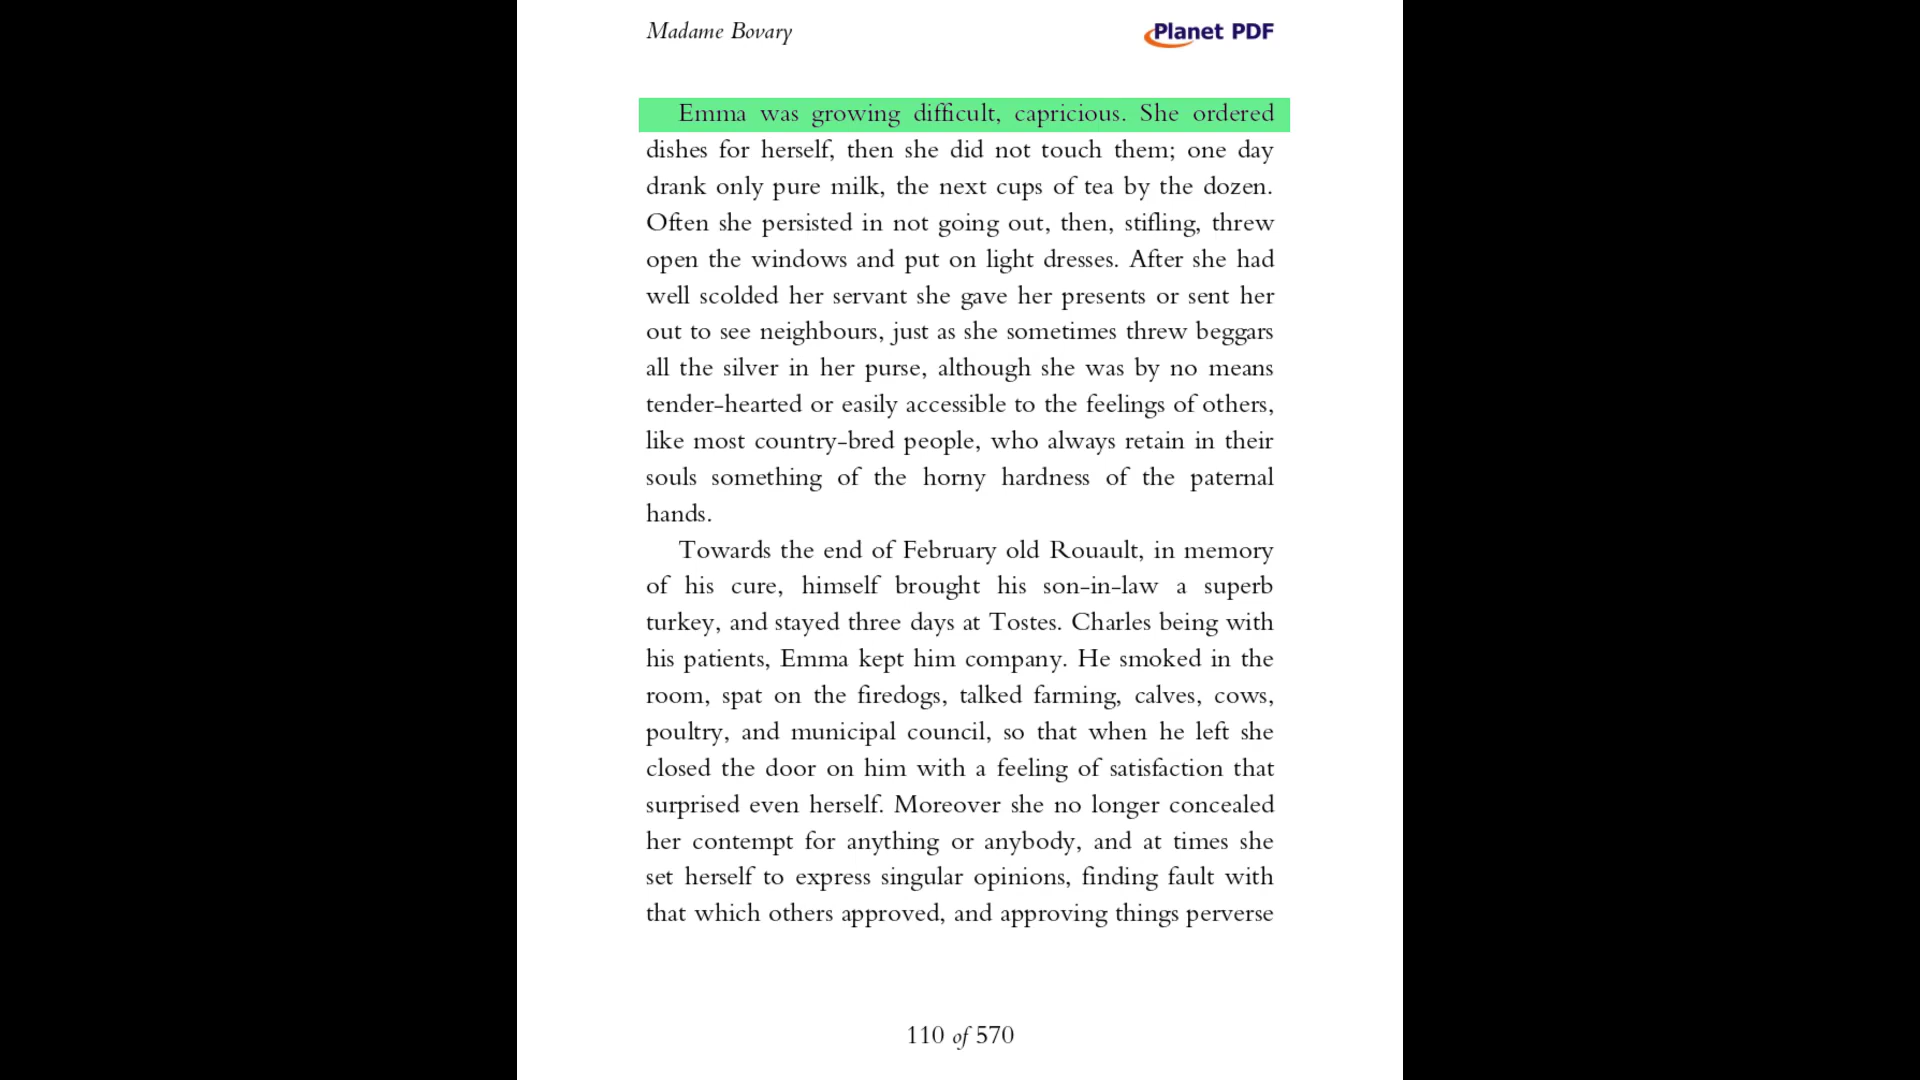 Madame Bovary
Planet PDF
Emma was growing difficult, capricious. She ordered
dishes for herself, then she did not touch them; one day
drank only pure milk, the next cups of tea by the dozen.
Often she persisted in not going out, then, stifling, threw
open the windows and put on light dresses. After she had
well scolded her servant she gave her presents or sent her
out to see neighbours, just as she sometimes threw beggars
all the silver in her purse, although she was by no means
tender-hearted or easily accessible to the feelings of others,
like most country-bred people, who always retain in their
souls something of the horny hardness of the paternal
hands.
Towards the end of February old Rouault, in memory
of his cure, himself brought his son-in-law a superb
turkey, and stayed three days at Tostes. Charles being with
his patients, Emma kept him company. He smoked in the
room, spat on the firedogs, talked farming, calves, cows,
poultry, and municipal council, so that when he left she
closed the door on him with a feeling of satisfaction that
surprised even herself. Moreover she no longer concealed
her contempt for anything or anybody, and at times she
set herself to express singular opinions, finding fault with
that which others approved, and approving things perverse
110 of 570